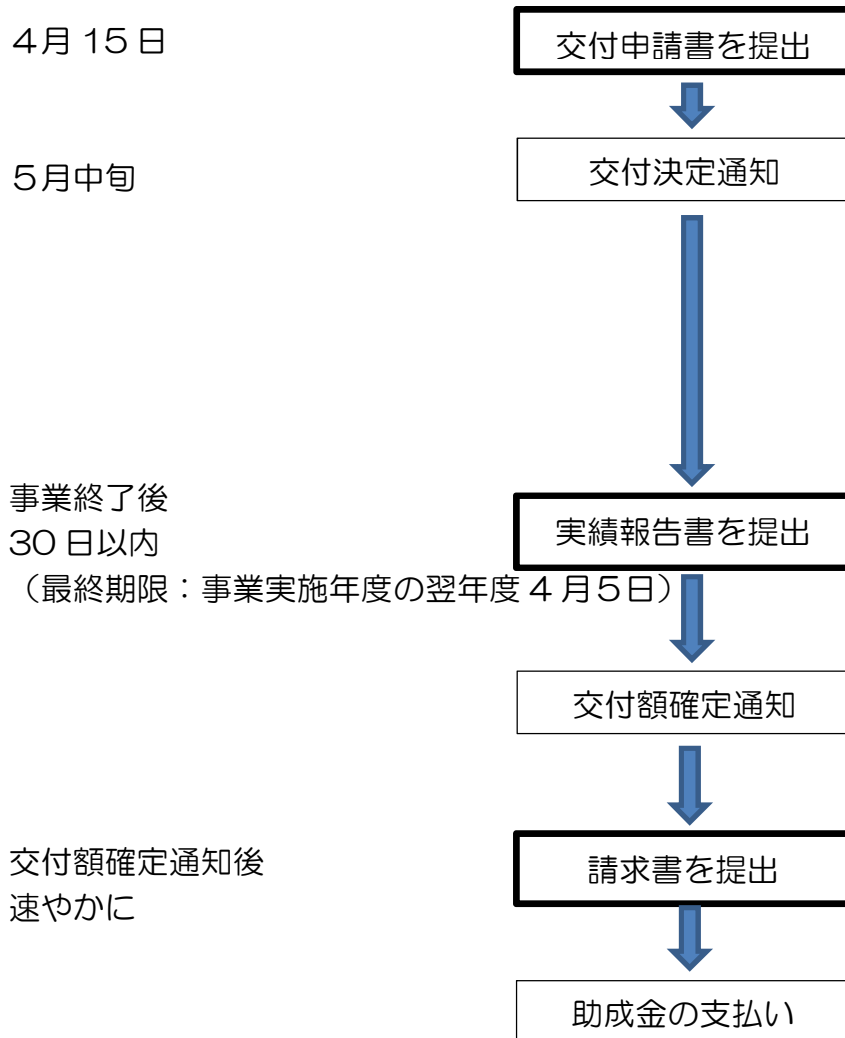 4月15日
交付申請書を提出
5月中旬
交付決定通知
事業終了後
30日以内
（最終期限：事業実施年度の翌年度4月5日）
実績報告書を提出
交付額確定通知
交付額確定通知後
速やかに
請求書を提出
助成金の支払い